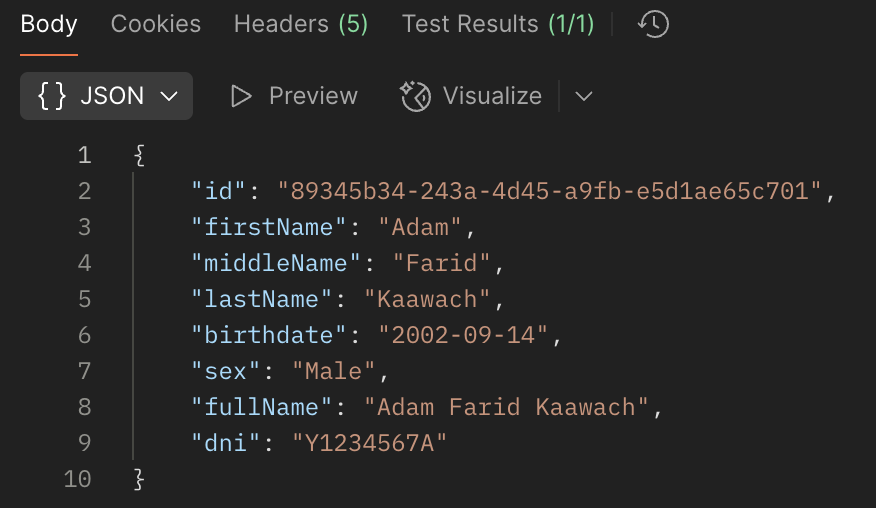 Body Cookies Headers (5) Test Results (1/1)
{} JSON Preview Visualize
1 {
2 "id": "89345b34-243a-4d45-a9fb-e5d1ae65c701",
3 "firstName": "Adam",
4 "middleName": "Farid",
5 "lastName": "Kaawach",
6 "birthdate": "2002-09-14",
7 "sex": "Male",
8 "fullName": "Adam Farid Kaawach",
9 "dni": "Y1234567A"
10 }